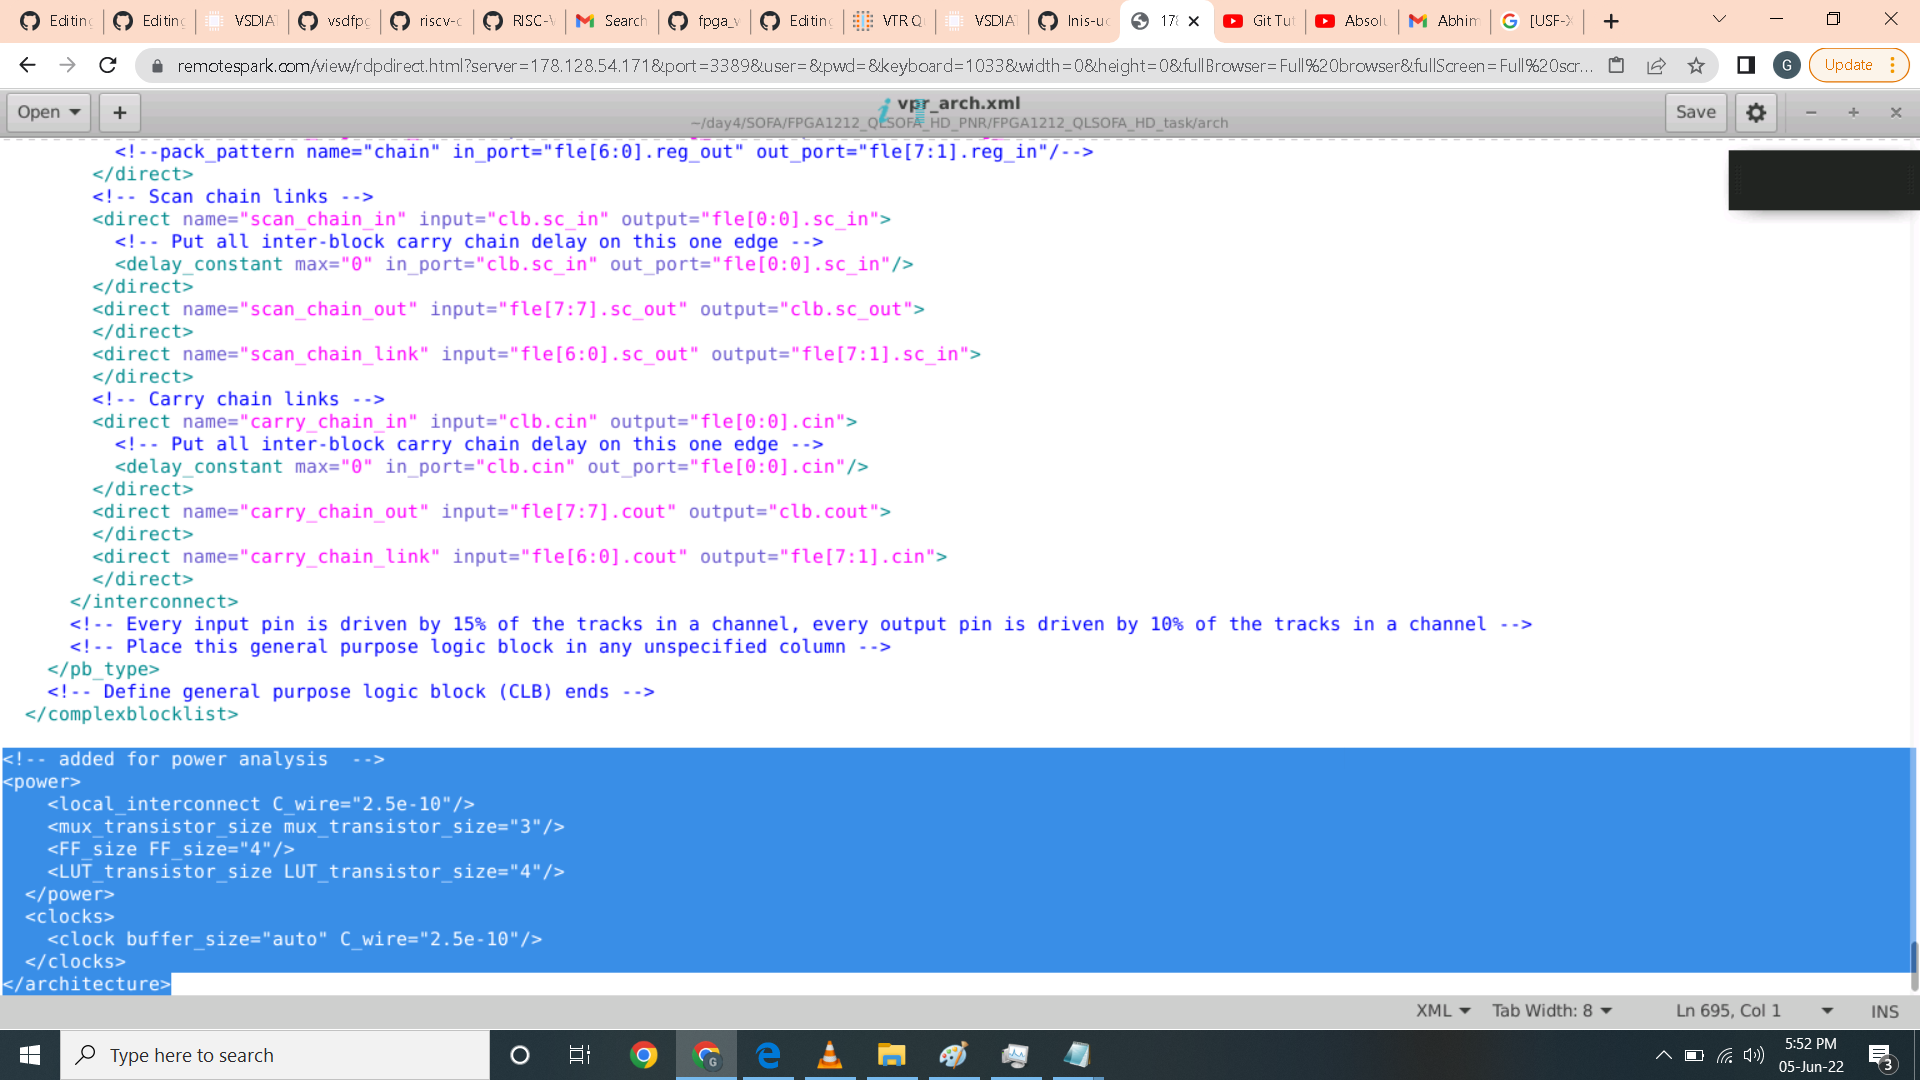 Editing
Editing
VSDIAT
vsdfpg
riscv-c
RISC-V
Search
fpga_v
Editing
VTR Q
VSDIAT
lnis-uo
178
Git Tut
Absolu
Abhim
[USF-X
remotespark.com/view/rdpdirect.html?server=178.128.54.171&port=3389&user=&pwd=&keyboard=1033&width=0&height=0&fullBrowser=Full%20browser&fullScreen=Full%20scr...
G
Update
Open
+
vpr_arch.xml
~/day4/SOFA/FPGA1212_QLSOFA_HD_PNR/FPGA1212_QLSOFA_HD_task/arch
Save
<!--pack_pattern name="chain" in_port="fle[6:0].reg_out" out_port="fle[7:1].reg_in"/-->
</direct>
<!-- Scan chain links -->
<direct name="scan_chain_in" input="clb.sc_in" output="fle[0:0].sc_in">
<!-- Put all inter-block carry chain delay on this one edge -->
<delay_constant max="0" in_port="clb.sc_in" out_port="fle[0:0].sc_in"/>
</direct>
<direct name="scan_chain_out" input="fle[7:7].sc_out" output="clb.sc_out">
</direct>
<direct name="scan_chain_link" input="fle[6:0].sc_out" output="fle[7:1].sc_in">
</direct>
<!-- Carry chain links -->
<direct name="carry_chain_in" input="clb.cin" output="fle[0:0].cin">
<!-- Put all inter-block carry chain delay on this one edge -->
<delay_constant max="0" in_port="clb.cin" out_port="fle[0:0].cin"/>
</direct>
<direct name="carry_chain_out" input="fle[7:7].cout" output="clb.cout">
</direct>
<direct name="carry_chain_link" input="fle[6:0].cout" output="fle[7:1].cin">
</direct>
</interconnect>
<!-- Every input pin is driven by 15% of the tracks in a channel, every output pin is driven by 10% of the tracks in a channel -->
<!-- Place this general purpose logic block in any unspecified column -->
</pb_type>
<!-- Define general purpose logic block (CLB) ends -->
</complexblocklist>
<!-- added for power analysis  -->
<power>
<local_interconnect C_wire="2.5e-10"/>
<mux_transistor_size mux_transistor_size="3"/>
<FF_size FF_size="4"/>
<LUT_transistor_size LUT_transistor_size="4"/>
</power>
<clocks>
<clock buffer_size="auto" C_wire="2.5e-10"/>
</clocks>
</architecture>
XML
Tab Width: 8
Ln 695, Col 1
INS
Type here to search
G
5:52 PM
05-Jun-22
3